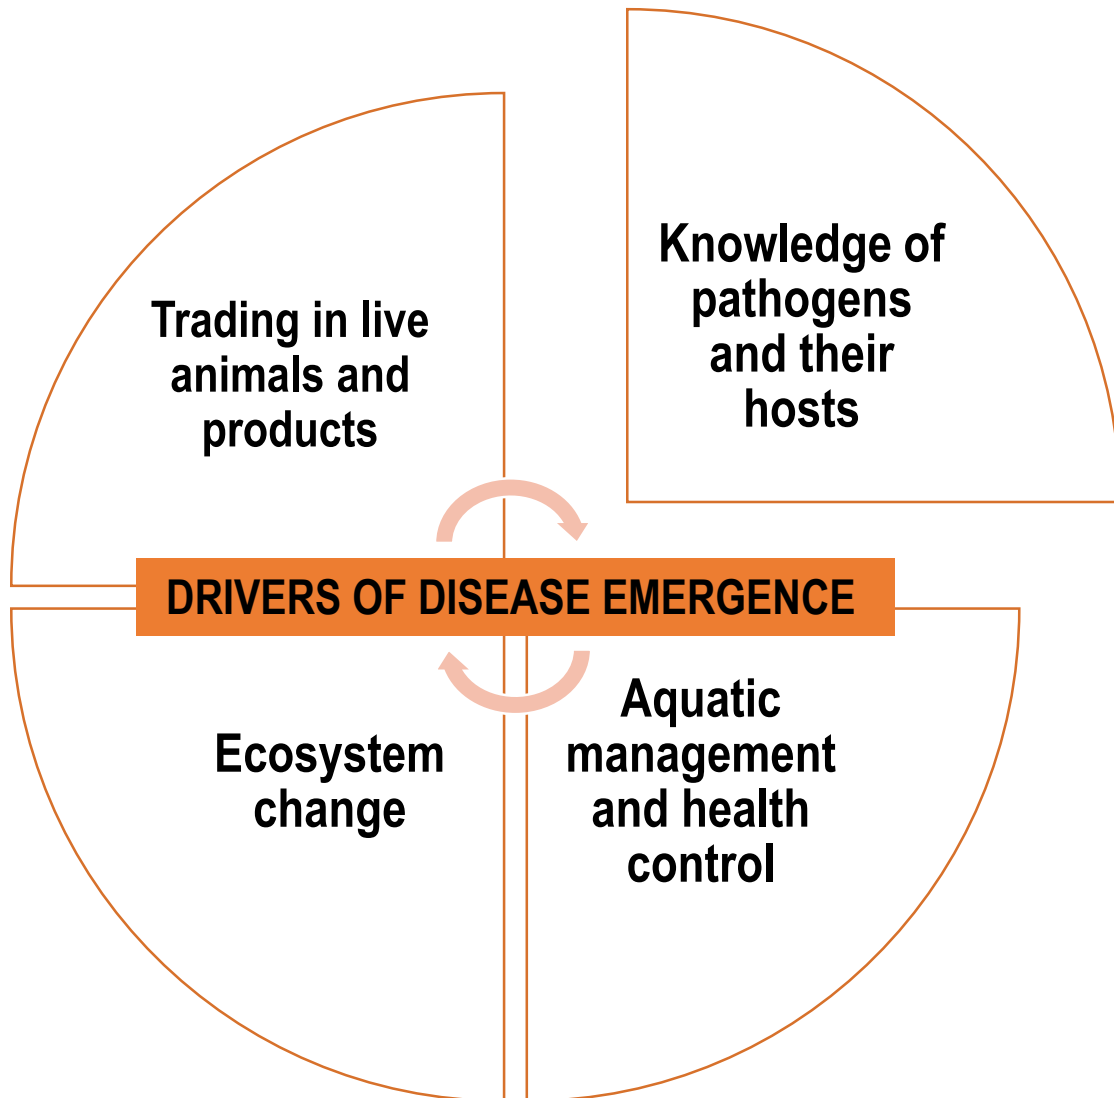 Trading in live
animals and
products
Knowledge of
pathogens
and their
hosts
DRIVERS OF DISEASE EMERGENCE
Ecosystem
change
Aquatic
management
and health
control